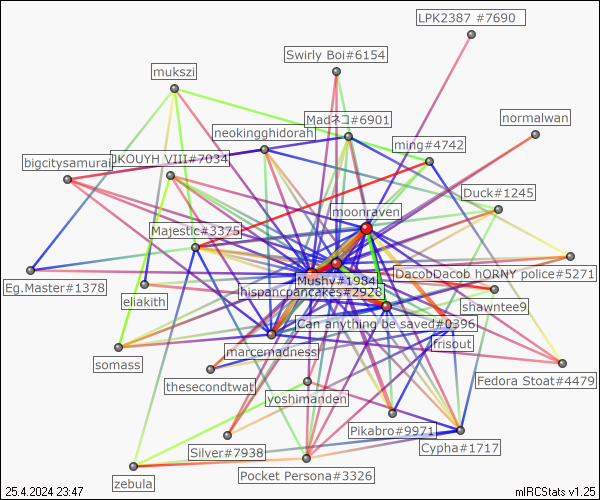 LPK2387 #7690
Swirly Boi#6154
mukszi
Madネコ#6901
normalwan
neokingghidorah
ming#4742
JKOUYH VIII#7034
bigcitysamurai
Duck#1245
moonraven
Majestic#3375
DacobDacob hORNY police#5271
Mushy#1984
Eg.Master#1378
hispancpancakes#2928
eliakith
shawntee9
Can anything be saved#0396
frisout
marcemadness
somass
thesecondtwat
Fedora Stoat#4479
yoshimanden
Pikabro#9971
Cypha#1717
Silver#7938
Pocket Persona#3326
zebula
25.4.2024 23:47
mIRCStats v1.25